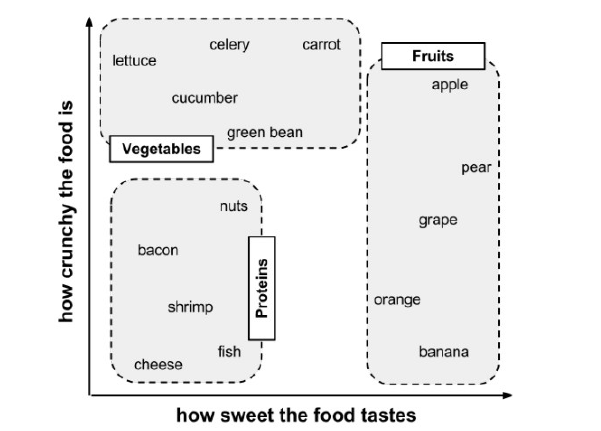 celery
carrot
lettuce
Fruits
apple
cucumber
green bean
Vegetables
pear
nuts
grape
bacon
Proteins
orange
shrimp
fish
banana
cheese
how crunchy the food is
how sweet the food tastes